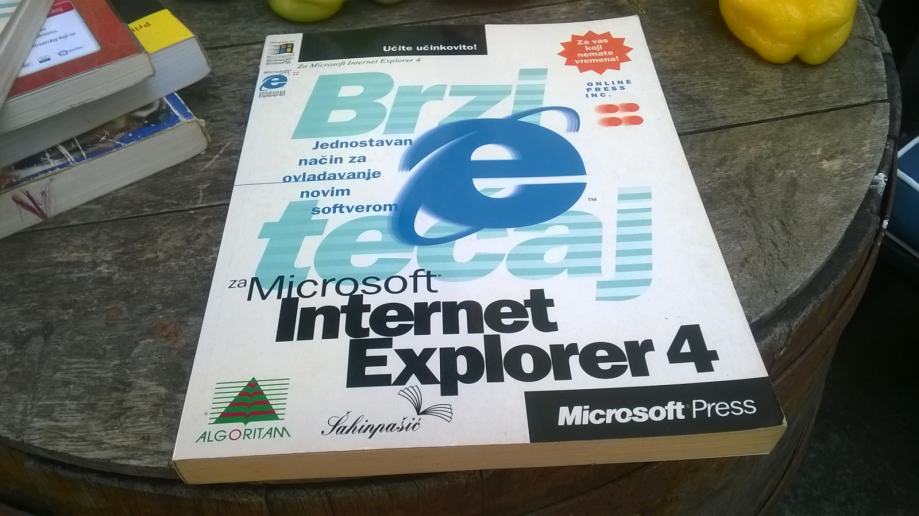 Učite učinkovito!
Za Microsoft Internet Explorer 4
Za vas
koji
nemate
vremena!
ONLINE
PRESS
INC.
Brzi
Jednostavan
način za
ovladavanje
novim
softverom
tečaj
™
za Microsoft®
Internet
Explorer 4
ALGORITAM
Šahinpašić
Microsoft Press